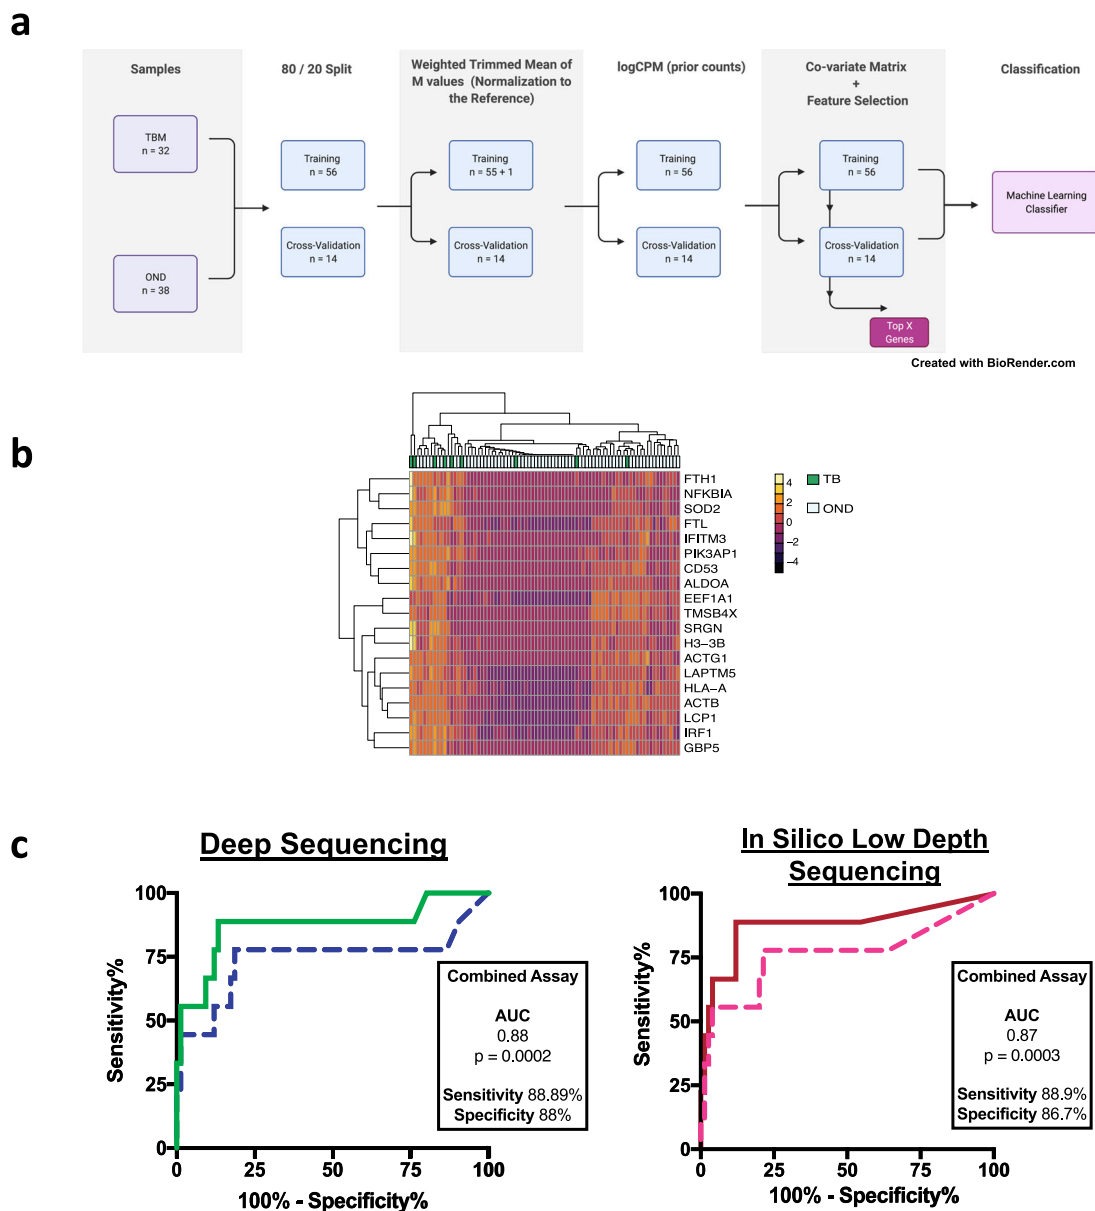 a
Samples
80 / 20 Split
Weighted Trimmed Mean of
M values (Normalization to
the Reference)
logCPM (prior counts)
Co-variate Matrix
+
Feature Selection
Classification
TBM
n = 32
OND
n = 38
Training
n = 56
Cross-Validation
n = 14
Training
n = 55 + 1
Cross-Validation
n = 14
Training
n = 56
Cross-Validation
n = 14
Training
n = 56
Cross-Validation
n = 14
Top X
Genes
Machine Learning
Classifier
Created with BioRender.com
b
FTH1
NFKBIA
SOD2
FTL
IFITM3
PIK3AP1
CD53
ALDOA
EEF1A1
TMSB4X
SRGN
H3−3B
ACTG1
LAPTM5
HLA−A
ACTB
LCP1
IRF1
GBP5
4
2
0
−2
−4
TB
OND
c
Deep Sequencing
100
75
50
25
0
Sensitivity%
0
25
50
75
100
100% - Specificity%
Combined Assay
AUC
0.88
p = 0.0002
Sensitivity 88.89%
Specificity 88%
In Silico Low Depth
Sequencing
100
75
50
25
0
Sensitivity%
0
25
50
75
100
100% - Specificity%
Combined Assay
AUC
0.87
p = 0.0003
Sensitivity 88.9%
Specificity 86.7%